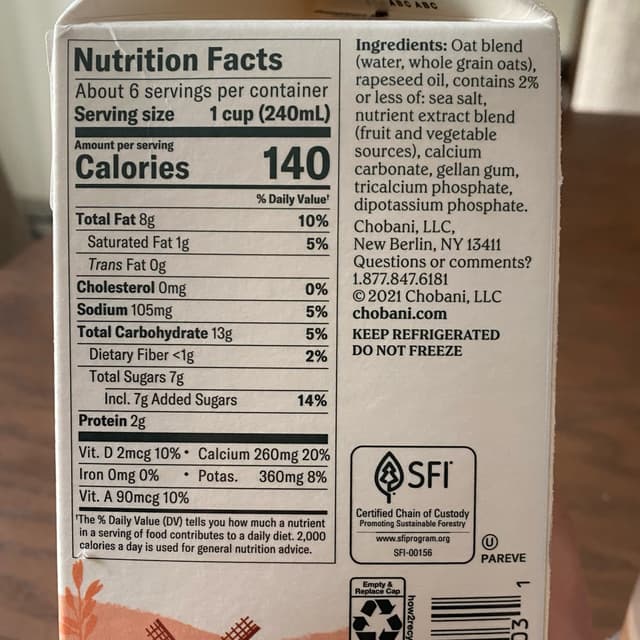 ABC ABC
Nutrition Facts
About 6 servings per container
Serving size 1 cup (240mL)
Amount per serving
Calories 140
% Daily Value†
Total Fat 8g 10%
Saturated Fat 1g 5%
Trans Fat 0g
Cholesterol 0mg 0%
Sodium 105mg 5%
Total Carbohydrate 13g 5%
Dietary Fiber <1g 2%
Total Sugars 7g
Incl. 7g Added Sugars 14%
Protein 2g
Vit. D 2mcg 10% • Calcium 260mg 20%
Iron 0mg 0% • Potas. 360mg 8%
Vit. A 90mcg 10%
†The % Daily Value (DV) tells you how much a nutrient
in a serving of food contributes to a daily diet. 2,000
calories a day is used for general nutrition advice.
Ingredients: Oat blend
(water, whole grain oats),
rapeseed oil, contains 2%
or less of: sea salt,
nutrient extract blend
(fruit and vegetable
sources), calcium
carbonate, gellan gum,
tricalcium phosphate,
dipotassium phosphate.
Chobani, LLC,
New Berlin, NY 13411
Questions or comments?
1.877.847.6181
© 2021 Chobani, LLC
chobani.com
KEEP REFRIGERATED
DO NOT FREEZE
SFI
Certified Chain of Custody
Promoting Sustainable Forestry
www.sfiprogram.org
SFI-00156
U
PAREVE
Empty &
Replace Cap
how2recy
03 1